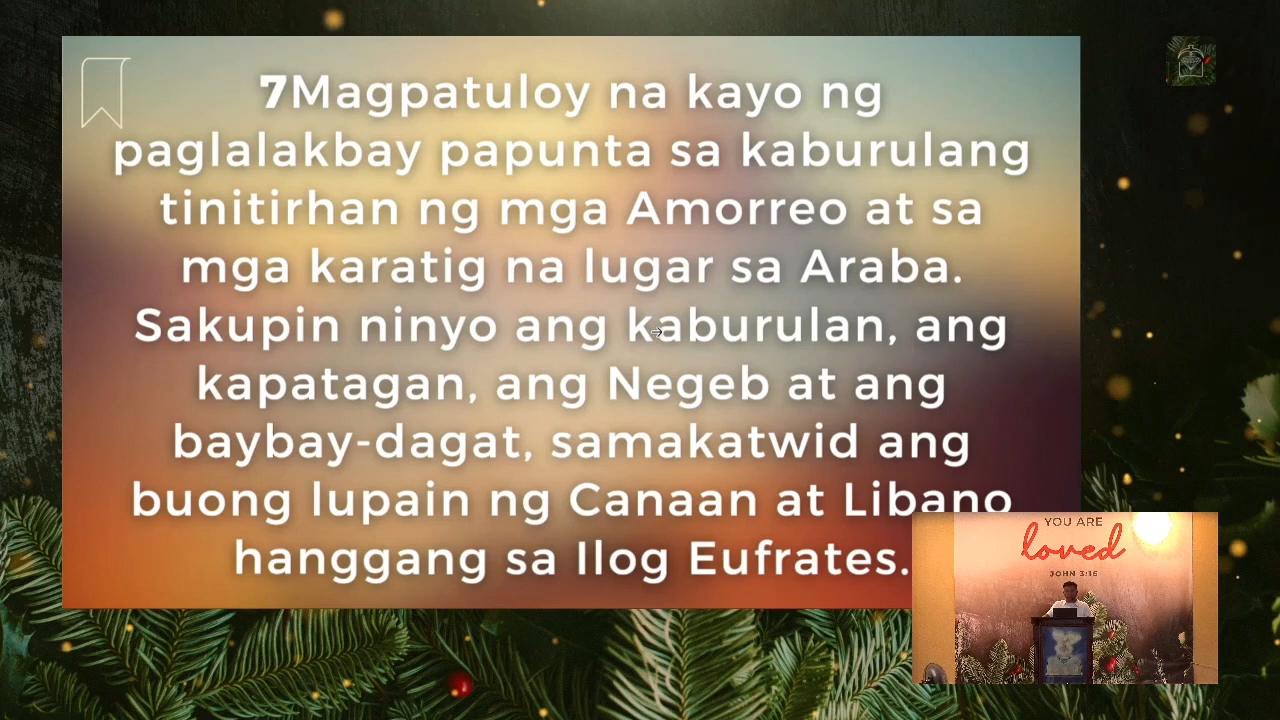 7Magpatuloy na kayo ng
paglalakbay papunta sa kaburulang
tinitirhan ng mga Amorreo at sa
mga karatig na lugar sa Araba.
Sakupin ninyo ang kaburulan, ang
kapatagan, ang Negeb at ang
baybay-dagat, samakatwid ang
buong lupain ng Canaan at Libano
hanggang sa Ilog Eufrates.
YOU ARE
loved
JOHN 3:16